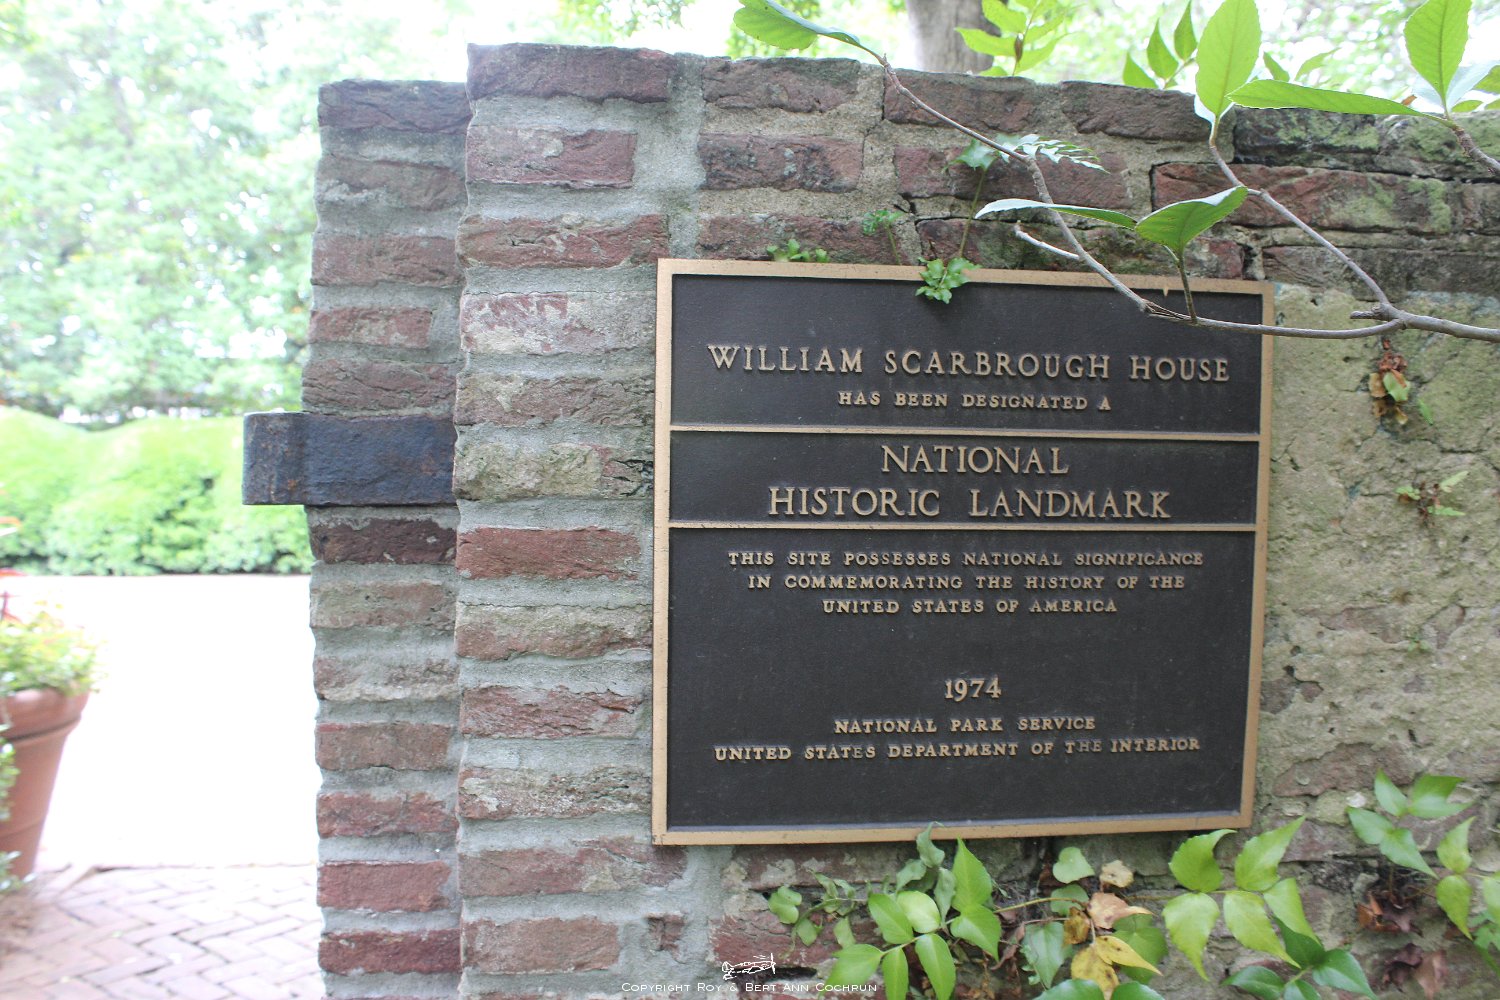 WILLIAM SCARBROUGH HOUSE
HAS BEEN DESIGNATED A
NATIONAL
HISTORIC LANDMARK
THIS SITE POSSESSES NATIONAL SIGNIFICANCE
IN COMMEMORATING THE HISTORY OF THE
UNITED STATES OF AMERICA
1974
NATIONAL PARK SERVICE
UNITED STATES DEPARTMENT OF THE INTERIOR
COPYRIGHT ROY & BERT ANN COCHRUN